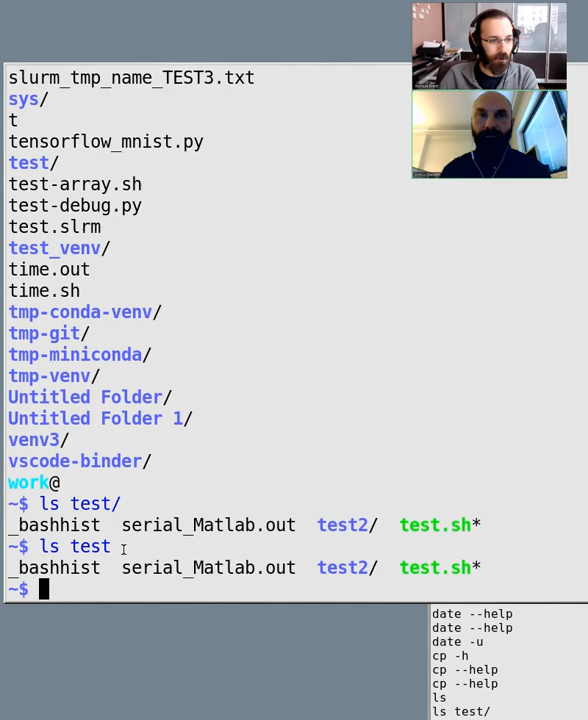 slurm_tmp_name_TEST3.txt
sys/
t
tensorflow_mnist.py
test/
test-array.sh
test-debug.py
test.slrm
test_venv/
time.out
time.sh
tmp-conda-venv/
tmp-git/
tmp-miniconda/
tmp-venv/
Untitled Folder/
Untitled Folder 1/
venv3/
vscode-binder/
work@
~$ ls test/
_bashhist  serial_Matlab.out  test2/  test.sh*
~$ ls test
_bashhist  serial_Matlab.out  test2/  test.sh*
~$
date --help
date --help
date -u
cp -h
cp --help
cp --help
ls
ls test/